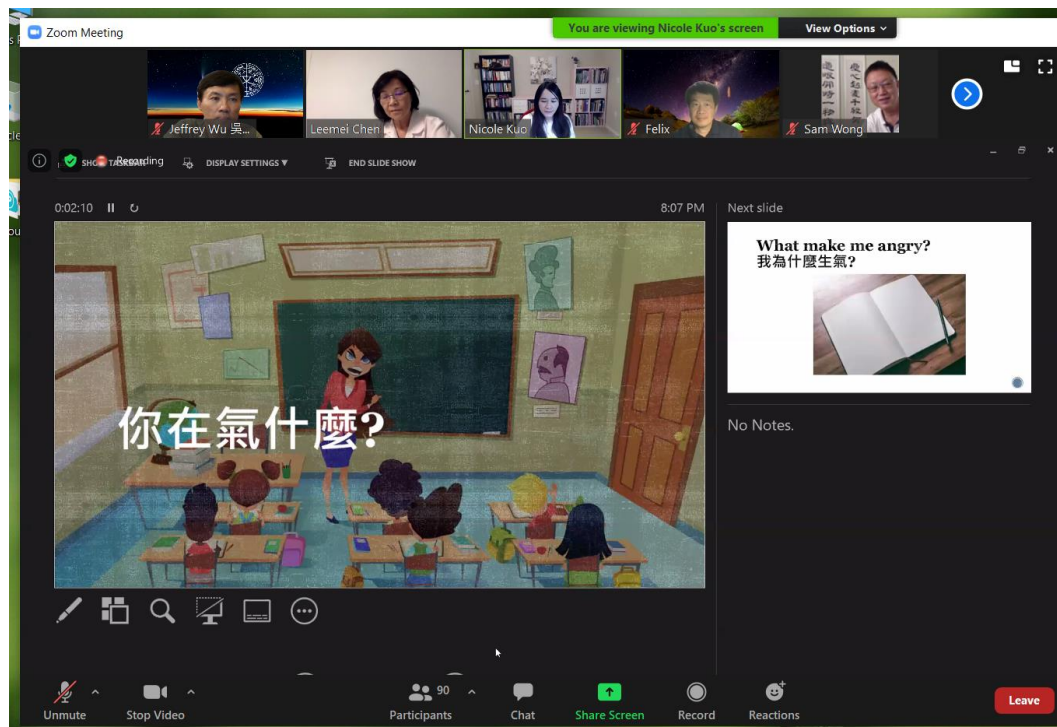 Zoom Meeting
You are viewing Nicole Kuo's screen
View Options
Jeffrey Wu 吳...
Leemei Chen
Nicole Kuo
Felix
Sam Wong
Recording
DISPLAY SETTINGS ▼
END SLIDE SHOW
0:02:10
8:07 PM
Next slide
你在氣什麼?
What make me angry?
我為什麼生氣?
No Notes.
Unmute
Stop Video
90
Participants
Chat
Share Screen
Record
Reactions
Leave